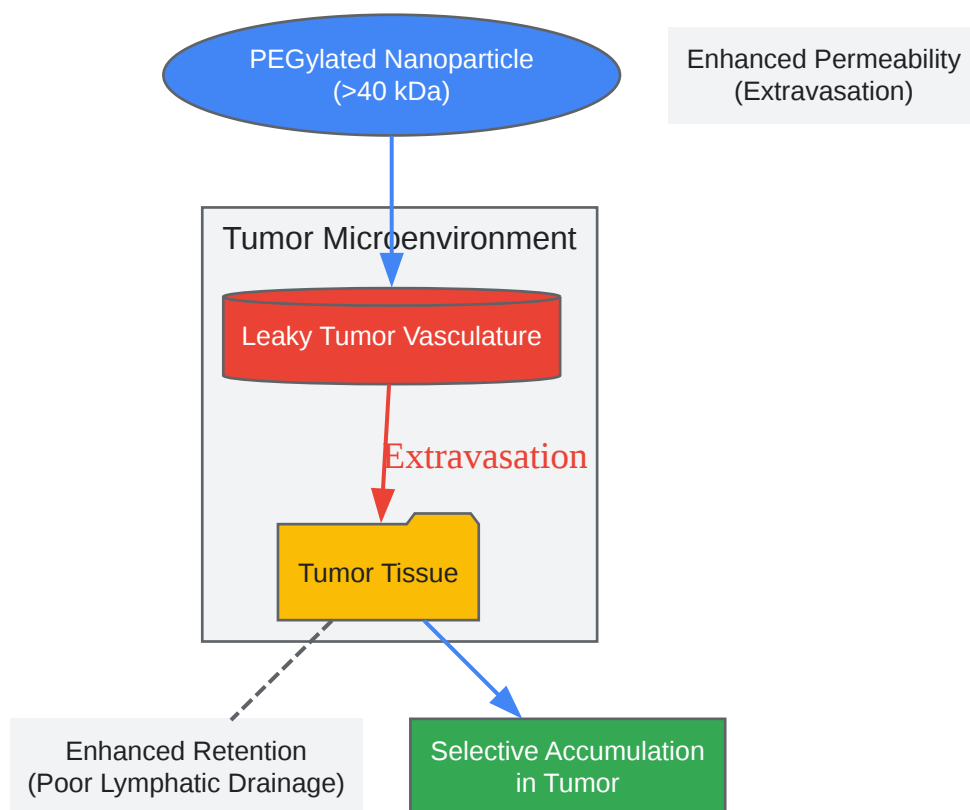 PEGylated Nanoparticle
(>40 kDa)
Enhanced Permeability
(Extravasation)
Tumor Microenvironment
Leaky Tumor Vasculature
Extravasation
Tumor Tissue
Enhanced Retention
(Poor Lymphatic Drainage)
Selective Accumulation
in Tumor